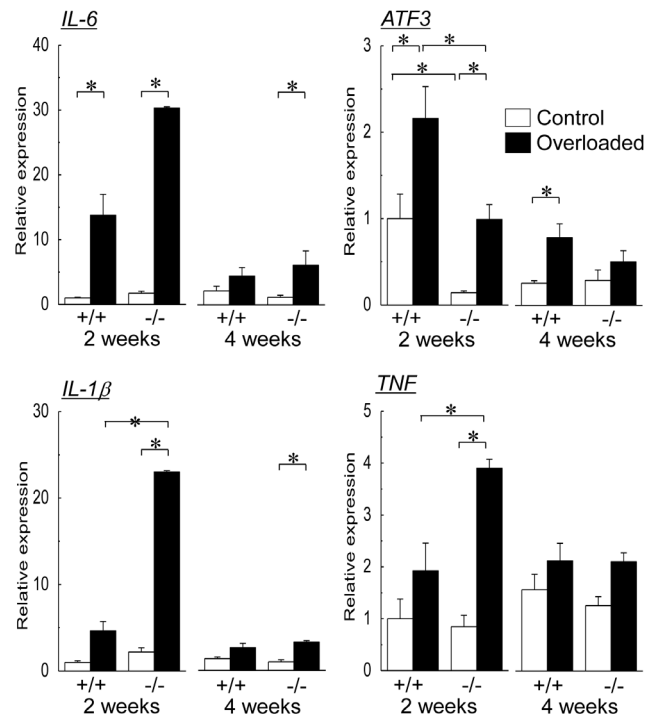 IL-6
Relative expression
40
30
20
10
0
*
*
*
+/+
-/-
+/+
-/-
2 weeks
4 weeks
ATF3
Relative expression
3
2
1
0
*
*
*
*
*
Control
Overloaded
+/+
-/-
+/+
-/-
2 weeks
4 weeks
IL-1β
Relative expression
30
20
10
0
*
*
*
+/+
-/-
+/+
-/-
2 weeks
4 weeks
TNF
Relative expression
5
4
3
2
1
0
*
*
+/+
-/-
+/+
-/-
2 weeks
4 weeks